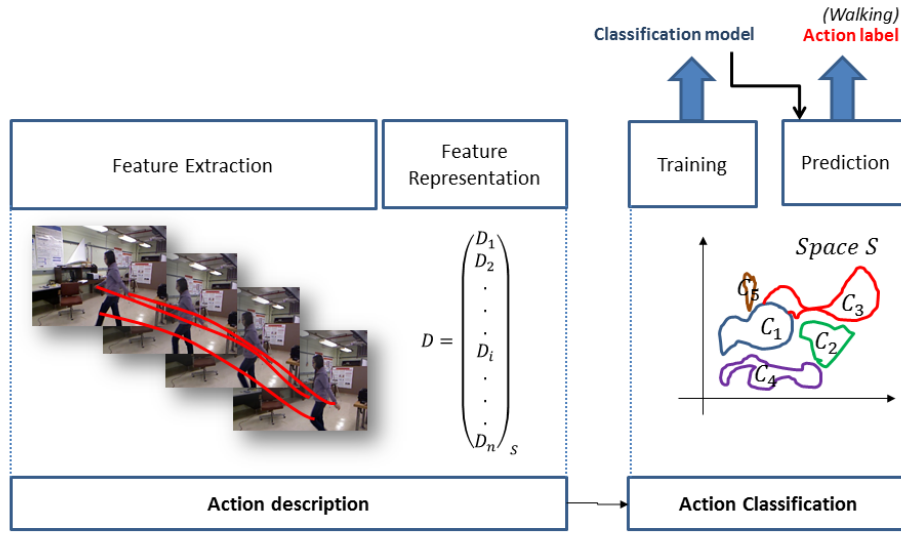 (Walking)
Classification model
Action label
Feature Extraction
Feature
Representation
Training
Prediction
D =
D1
D2
.
.
.
Di
.
.
.
Dn
S
Space S
C5
C3
C1
C2
C4
Action description
Action Classification